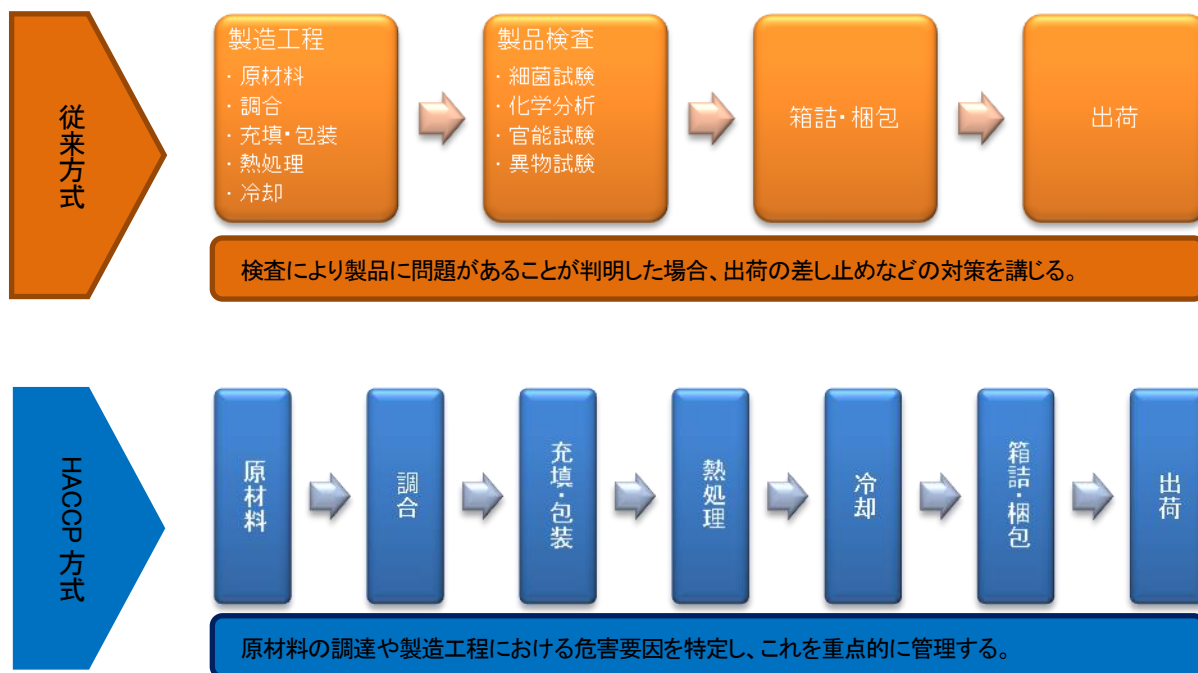 従来方式
製造工程
・原材料
・調合
・充填・包装
・熱処理
・冷却
製品検査
・細菌試験
・化学分析
・官能試験
・異物試験
箱詰・梱包
出荷
検査により製品に問題があることが判明した場合、出荷の差し止めなどの対策を講じる。
HACCP 方式
原材料
調合
充填・包装
熱処理
冷却
箱詰・梱包
出荷
原材料の調達や製造工程における危害要因を特定し、これを重点的に管理する。